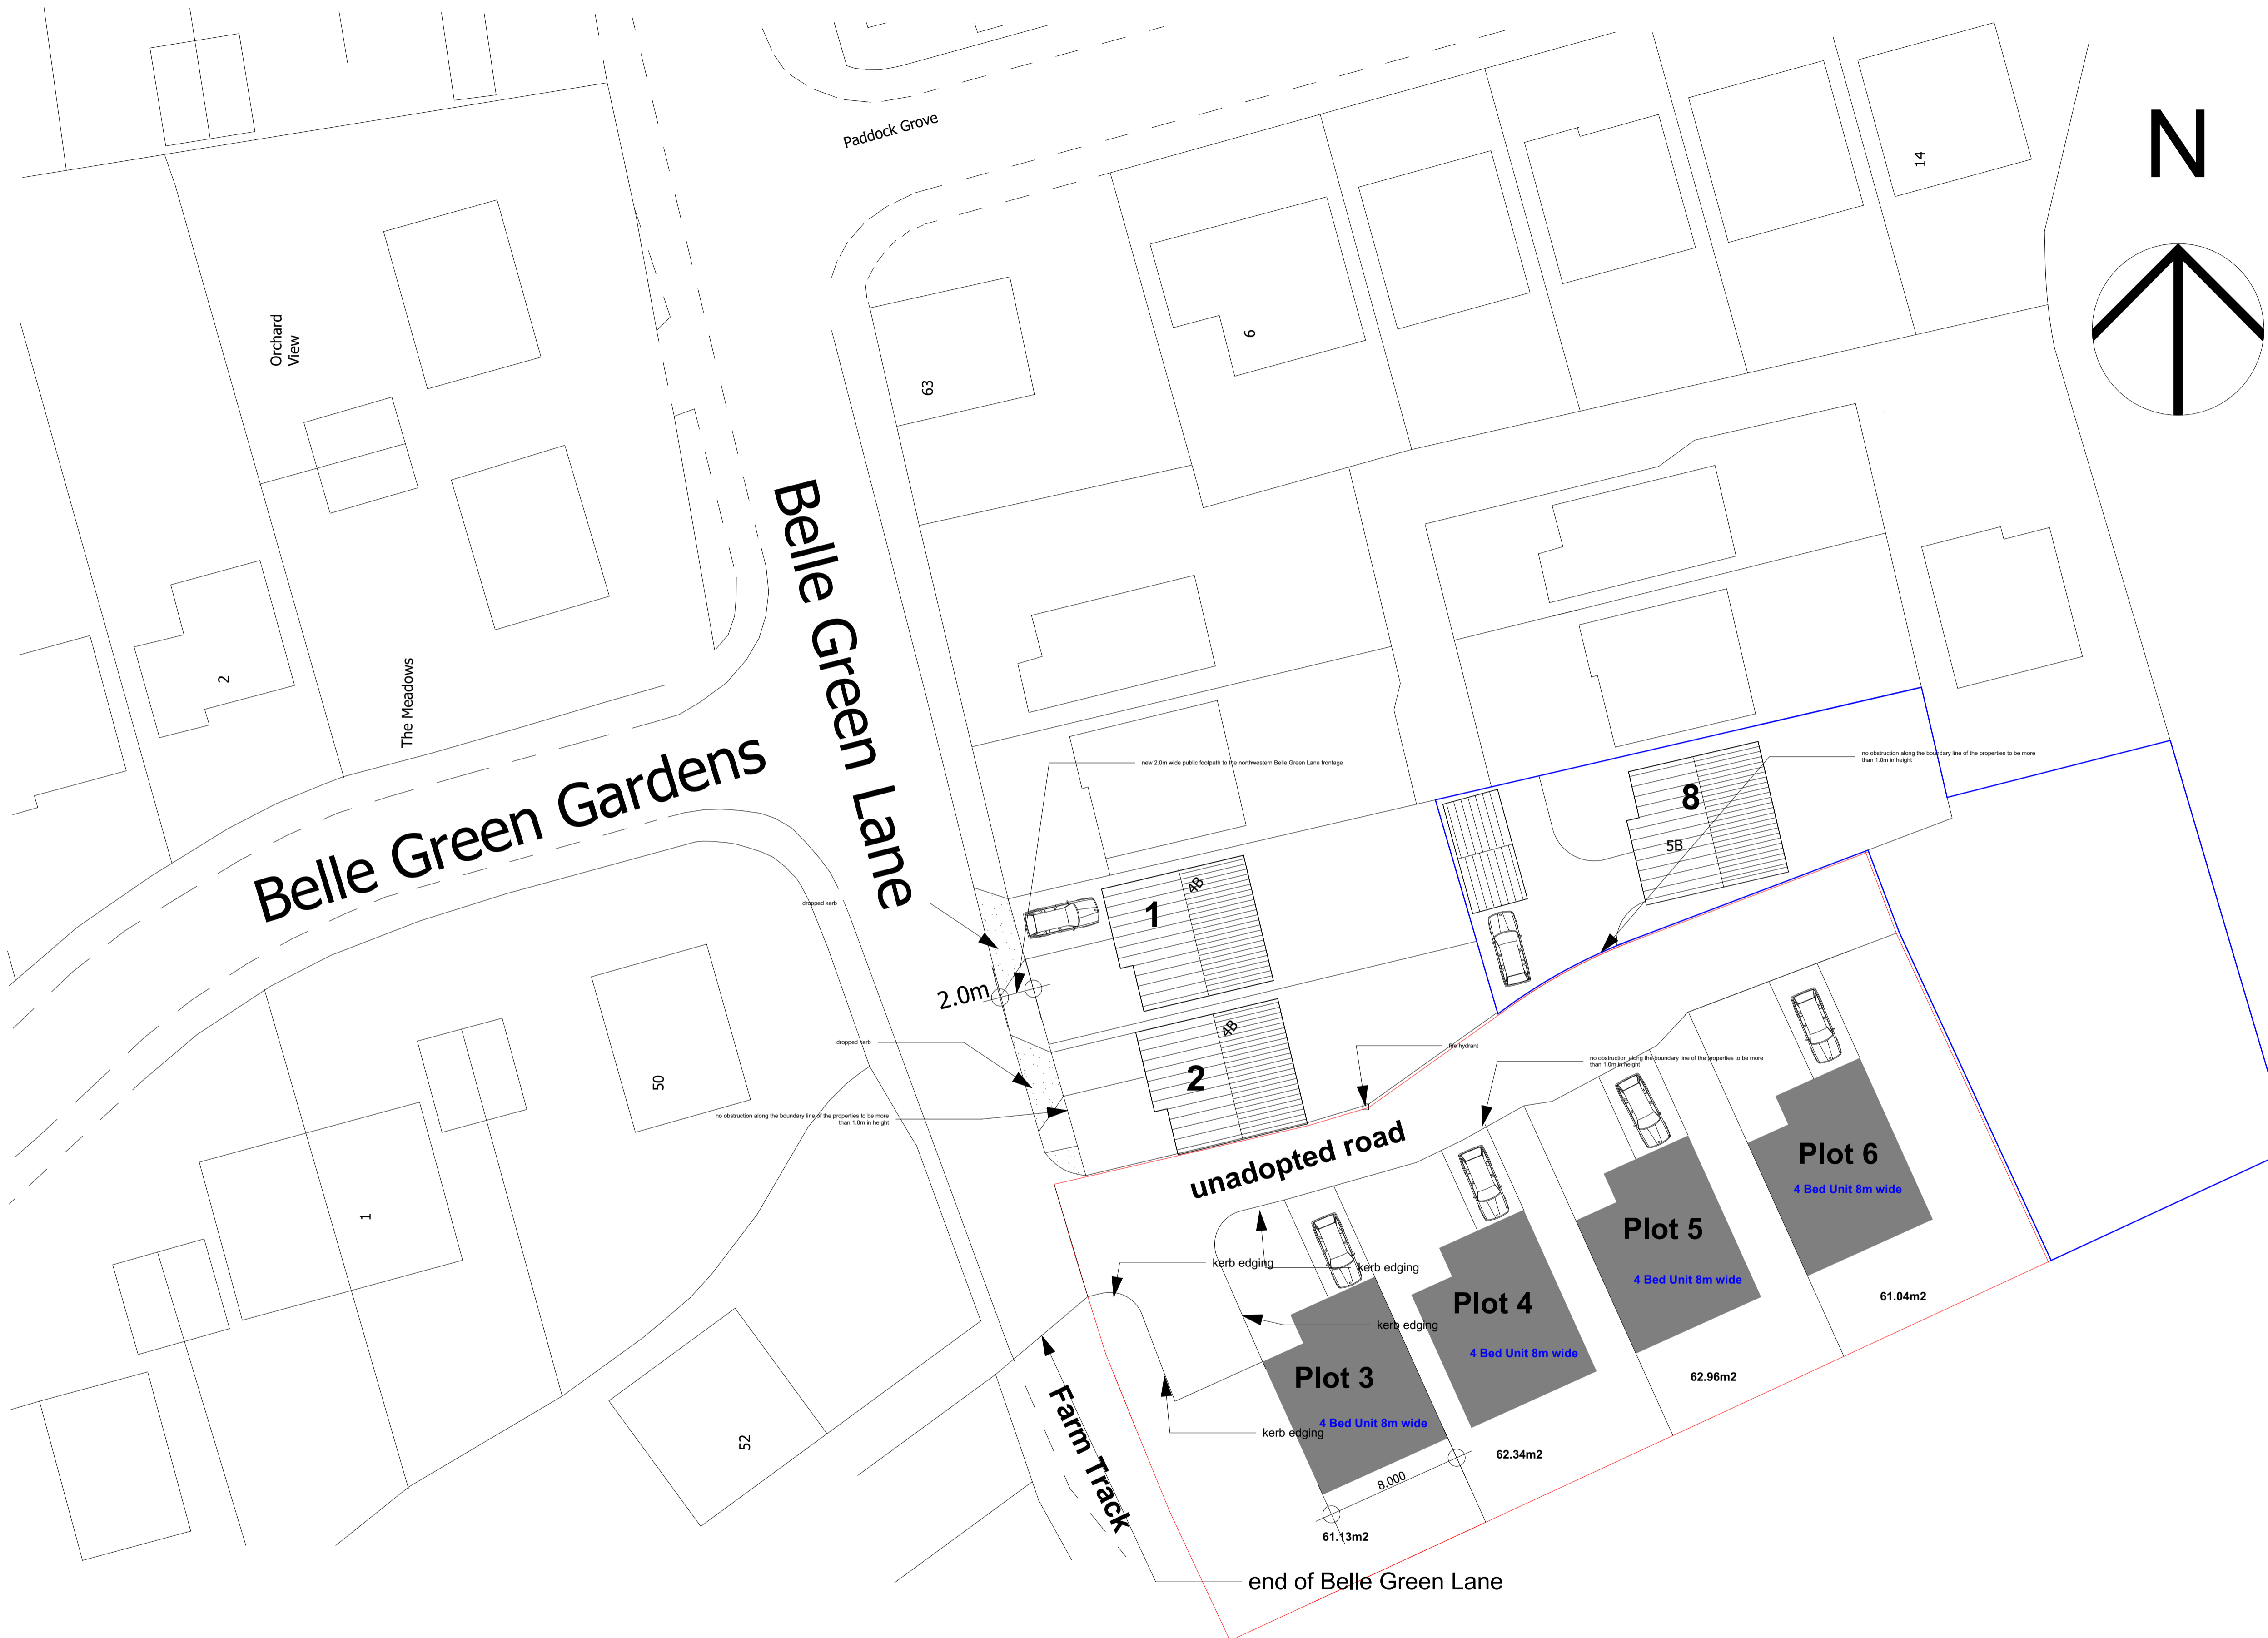 N
Paddock Grove
14
6
63
Orchard
View
2
The Meadows
Belle Green Lane
Belle Green Gardens
new 2.0m wide public footpath to the northwestern Belle Green Lane frontage
no obstruction along the boundary line of the properties to be more
than 1.0m in height
8
5B
dropped kerb
1
4B
2.0m
dropped kerb
2
4B
fire hydrant
no obstruction along the boundary line of the properties to be more
than 1.0m in height
no obstruction along the boundary line of the properties to be more
than 1.0m in height
50
1
52
unadopted road
Plot 6
4 Bed Unit 8m wide
Plot 5
4 Bed Unit 8m wide
61.04m2
kerb edging
kerb edging
kerb edging
kerb edging
Plot 4
4 Bed Unit 8m wide
62.96m2
Plot 3
4 Bed Unit 8m wide
62.34m2
8.000
61.13m2
Farm Track
end of Belle Green Lane